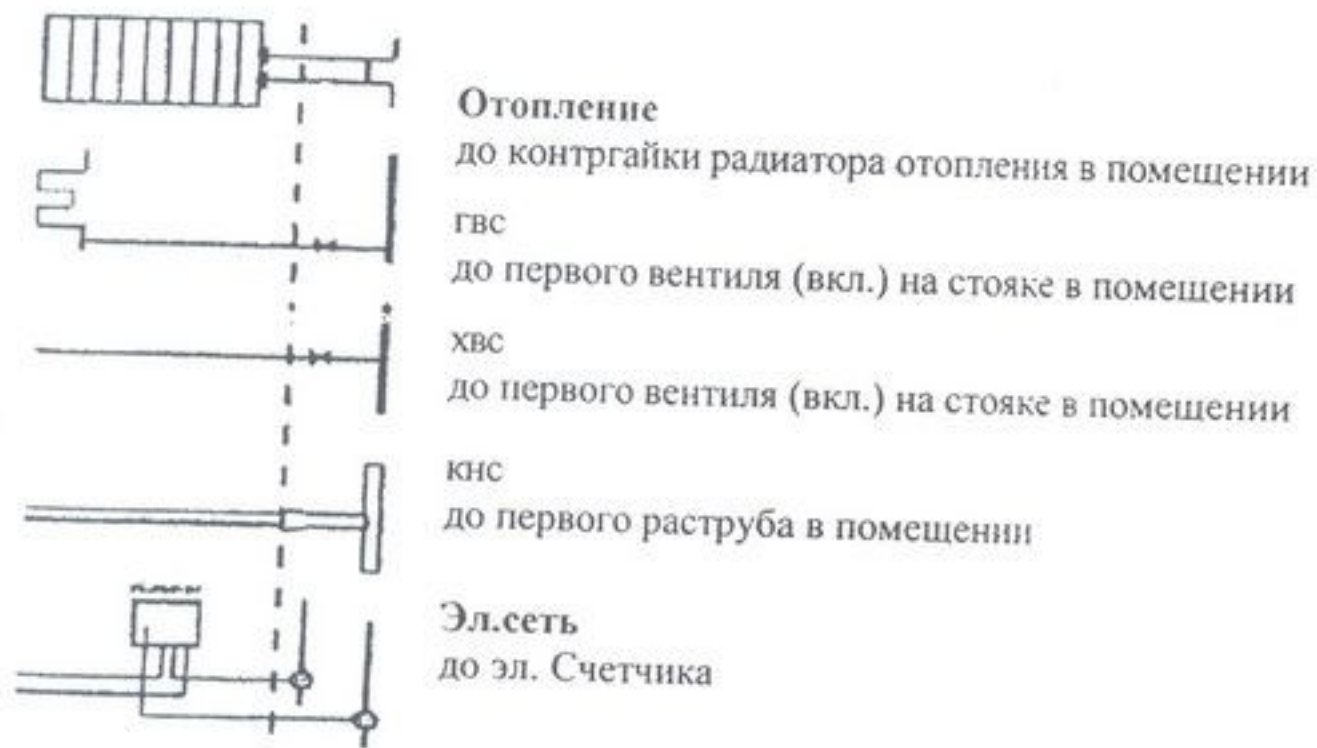 Отопление
до контргайки радиатора отопления в помещении
гвс
до первого вентиля (вкл.) на стояке в помещении
хвс
до первого вентиля (вкл.) на стояке в помещении
кнс
до первого раструба в помещении
Эл.сеть
до эл. Счетчика